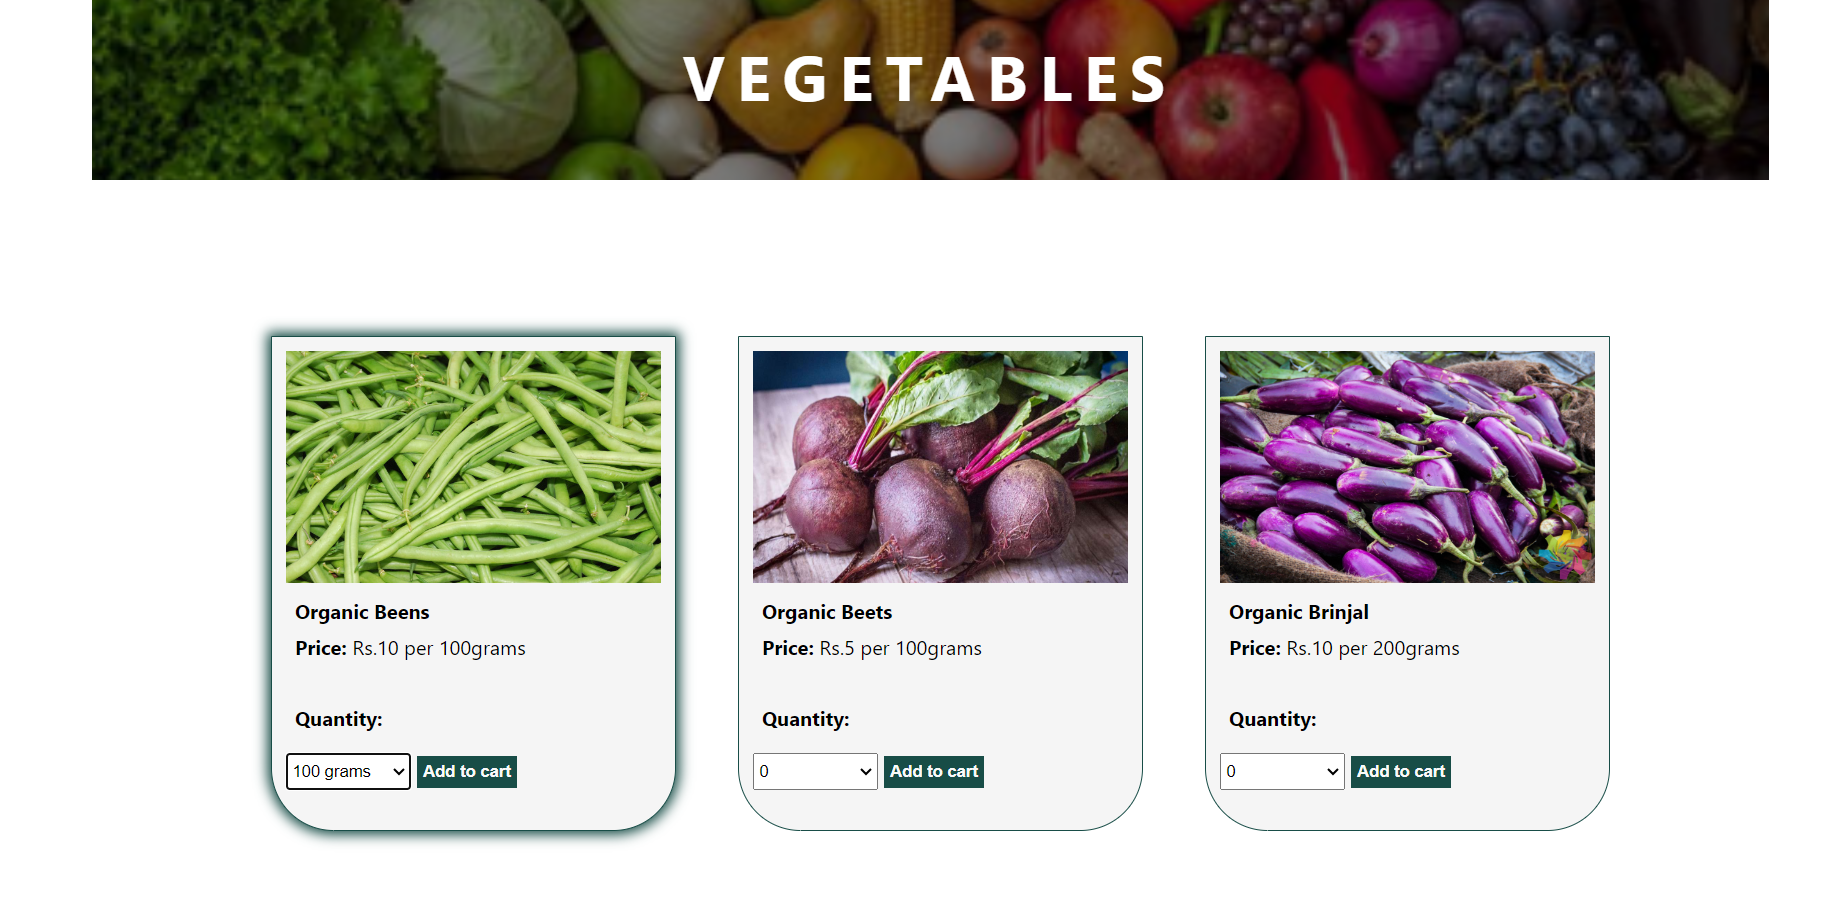 VEGETABLES
Organic Beens
Price: Rs.10 per 100grams
Quantity:
100 grams
Add to cart
Organic Beets
Price: Rs.5 per 100grams
Quantity:
0
Add to cart
Organic Brinjal
Price: Rs.10 per 200grams
Quantity:
0
Add to cart